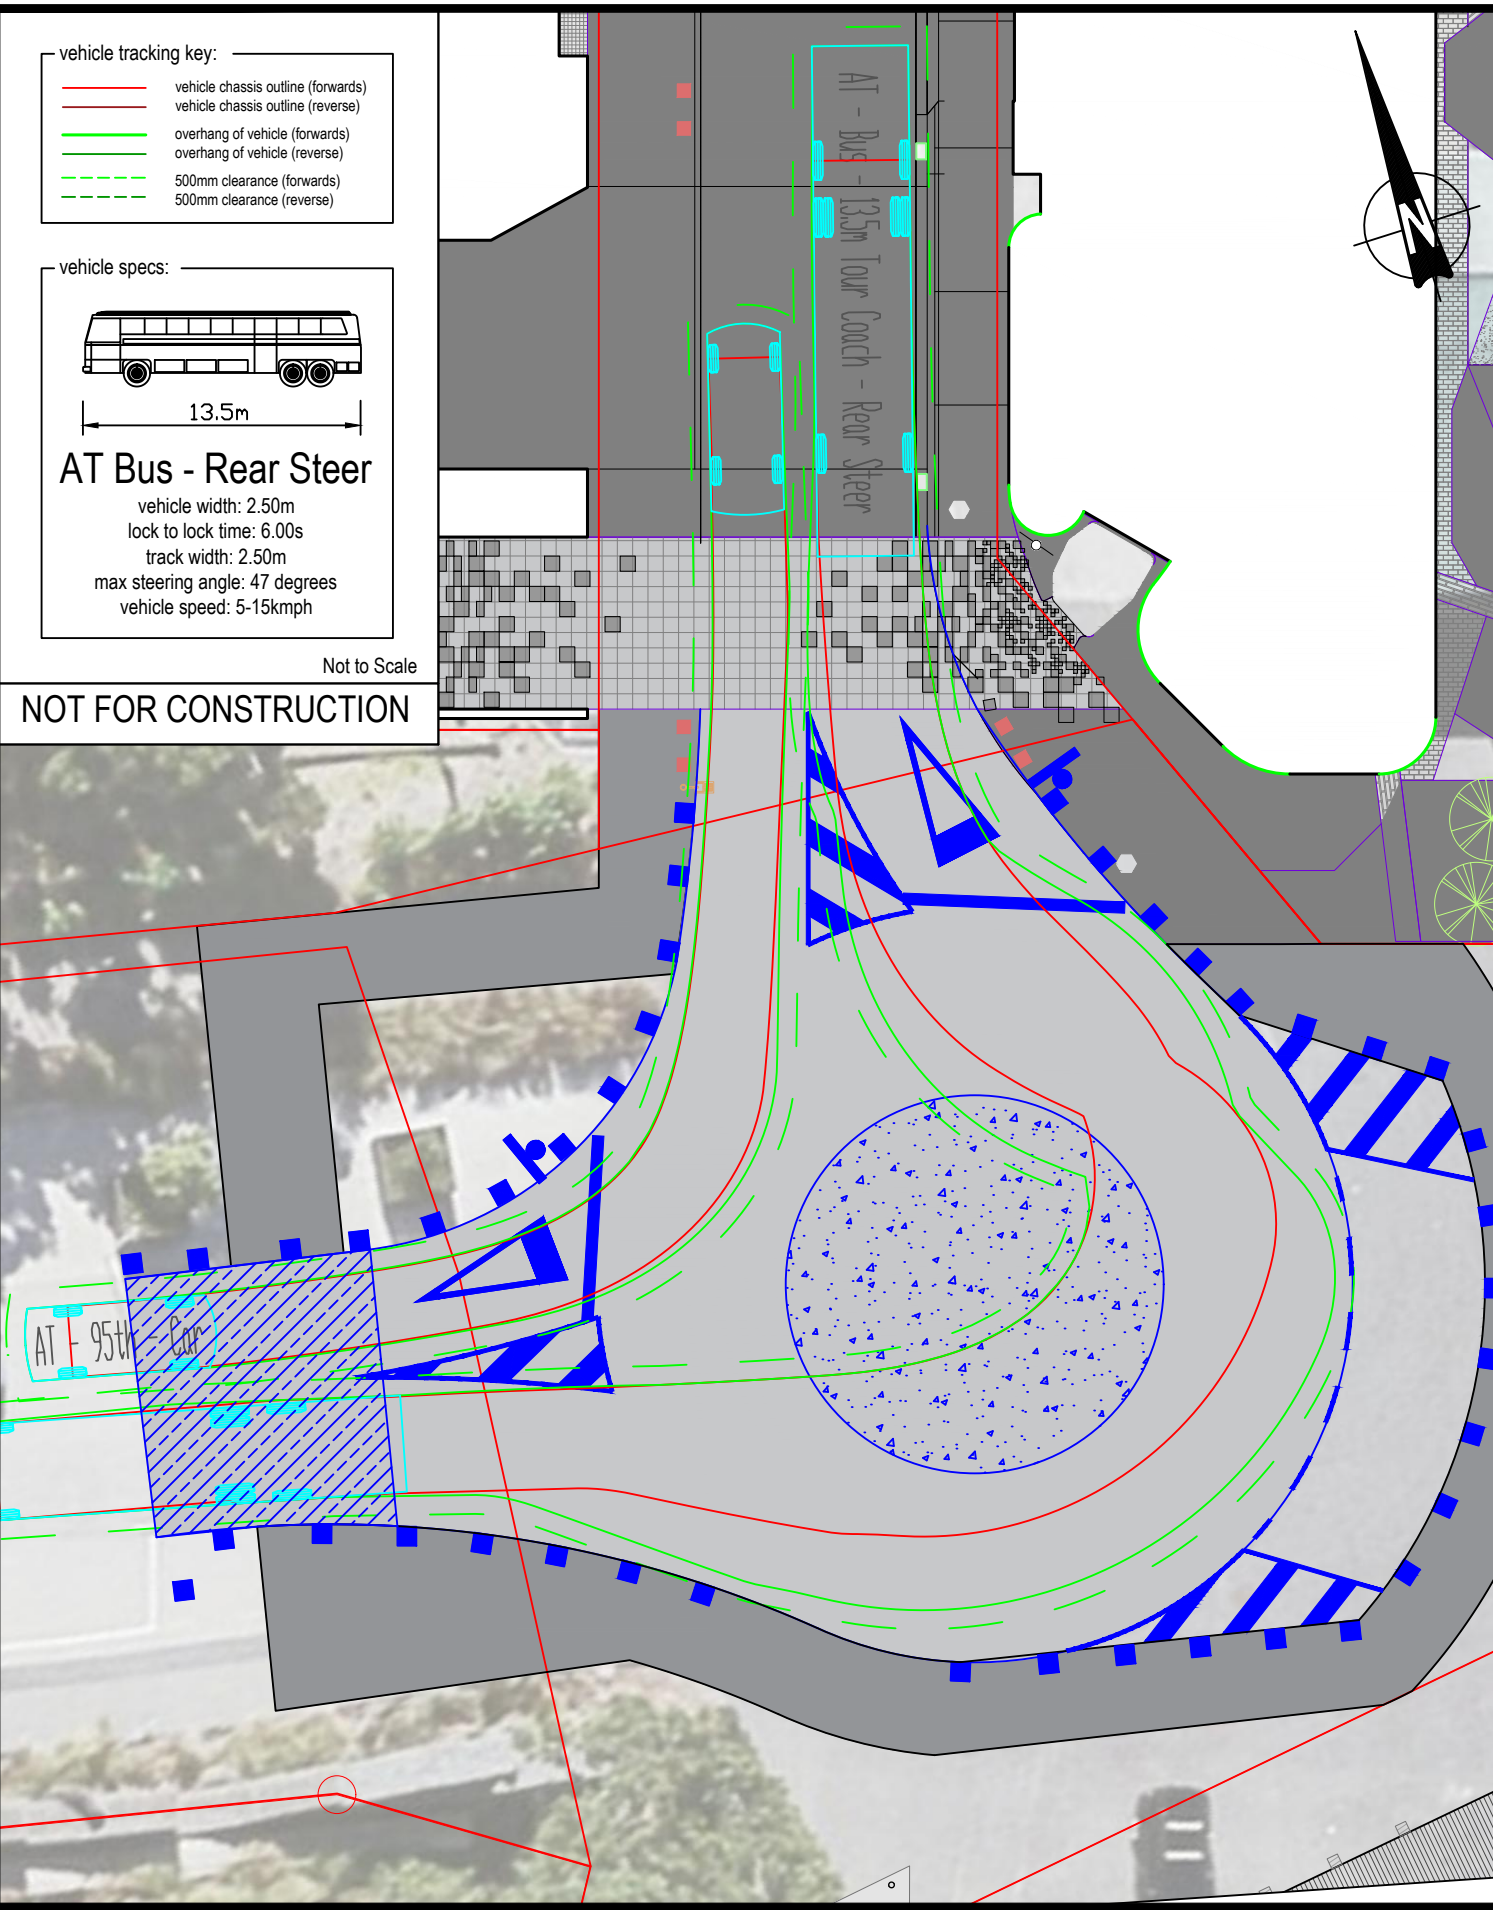 vehicle tracking key:
vehicle chassis outline (forwards)
vehicle chassis outline (reverse)
overhang of vehicle (forwards)
overhang of vehicle (reverse)
500mm clearance (forwards)
500mm clearance (reverse)
vehicle specs:
13.5m
AT Bus - Rear Steer
vehicle width: 2.50m
lock to lock time: 6.00s
track width: 2.50m
max steering angle: 47 degrees
vehicle speed: 5-15kmph
Not to Scale
NOT FOR CONSTRUCTION
AT - Bus - 13.5m Tour Coach - Rear Steer
N
AT - 95th - Car